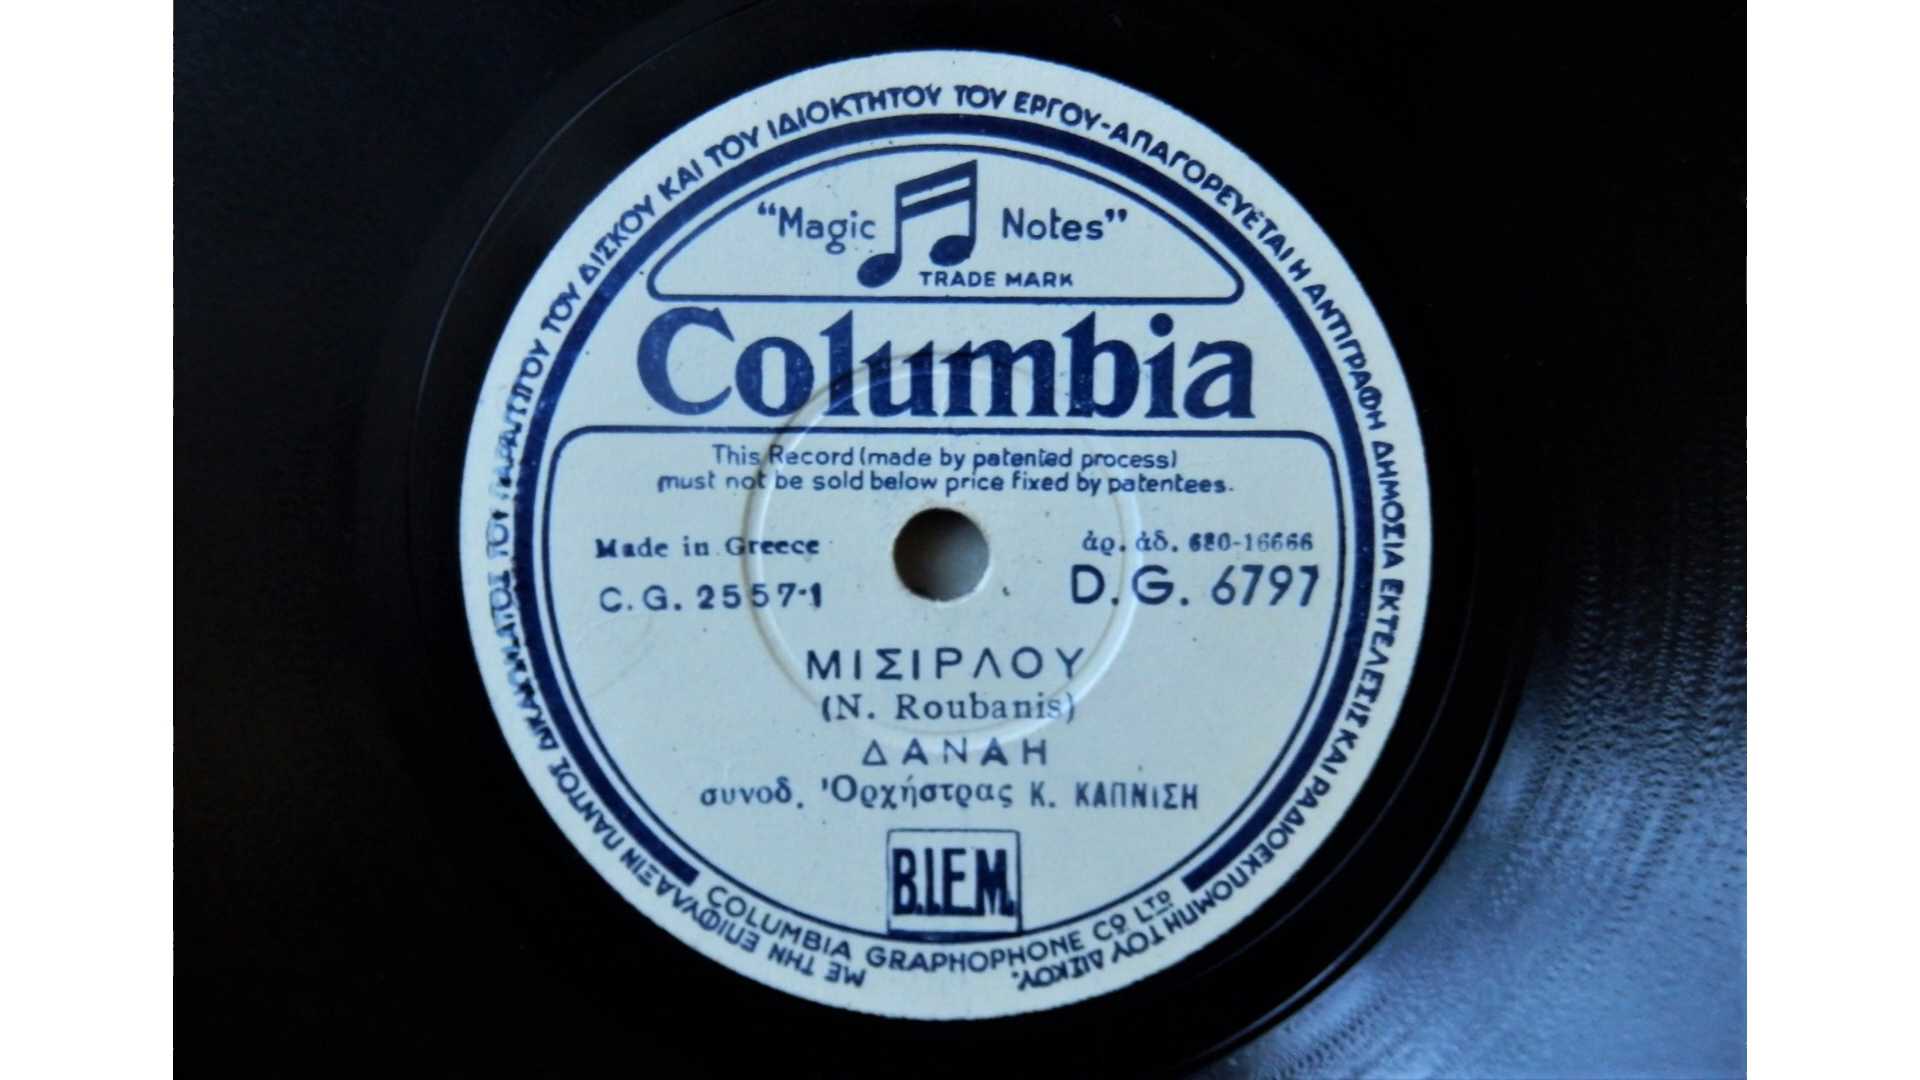 ΜΕ ΤΗΝ ΕΠΙΦΥΛΑΞΙΝ ΠΑΝΤΟΣ ΔΙΚΑΙΩΜΑΤΟΣ ΤΟΥ ΠΑΡΑΓΩΓΟΥ ΤΟΥ ΔΙΣΚΟΥ ΚΑΙ ΤΟΥ ΙΔΙΟΚΤΗΤΟΥ ΤΟΥ ΕΡΓΟΥ-ΑΠΑΓΟΡΕΥΕΤΑΙ Η ΑΝΤΙΓΡΑΦΗ ΔΗΜΟΣΙΑ ΕΚΤΕΛΕΣΙΣ ΚΑΙ ΡΑΔΙΟΕΚΠΟΜΠΗ ΤΟΥ ΔΙΣΚΟΥ.
“Magic Notes”
TRADE MARK
Columbia
This Record (made by patented process)
must not be sold below price fixed by patentees.
Made in Greece ἀρ. ἀδ. 680-16666
C.G. 2557-1 D.G. 6797
ΜΙΣΙΡΛΟΥ
(N. Roubanis)
ΔΑΝΑΗ
συνοδ. Ὀρχήστρας Κ. ΚΑΠΝΙΣΗ
B.I.E.M.
COLUMBIA GRAPHOPHONE CO LTD